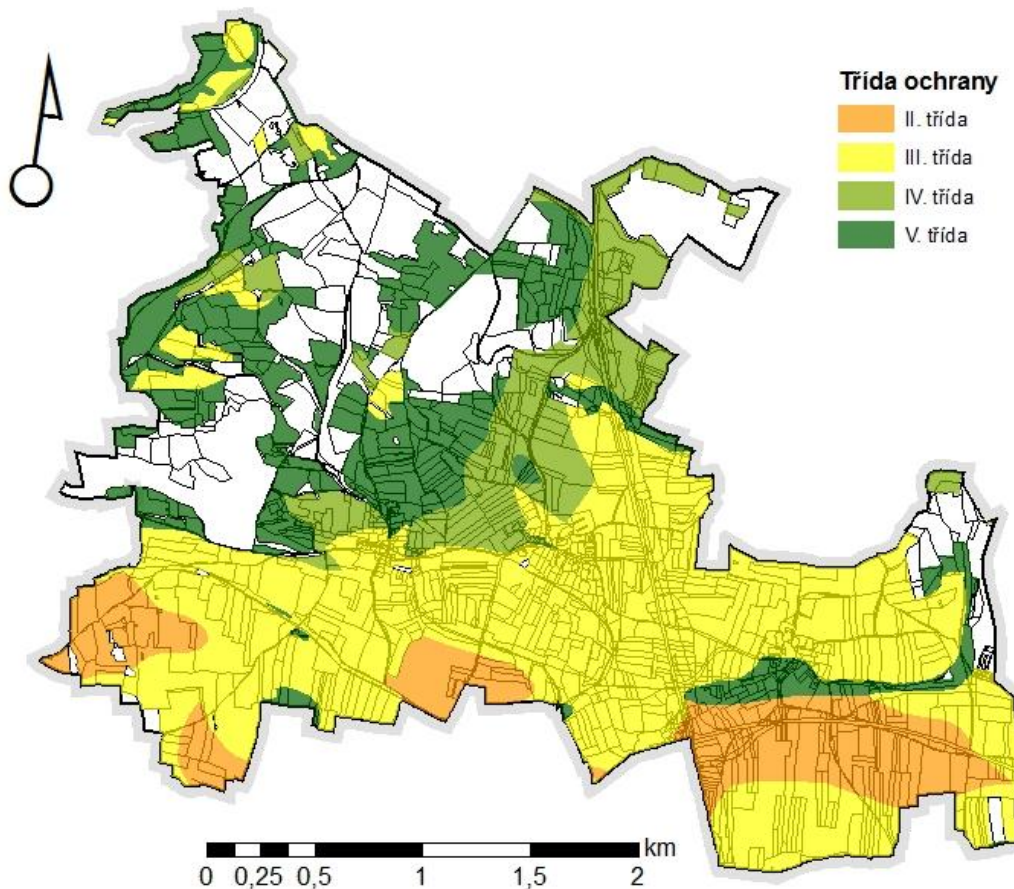 Třída ochrany
II. třída
III. třída
IV. třída
V. třída
km
0 0,25 0,5 1 1,5 2